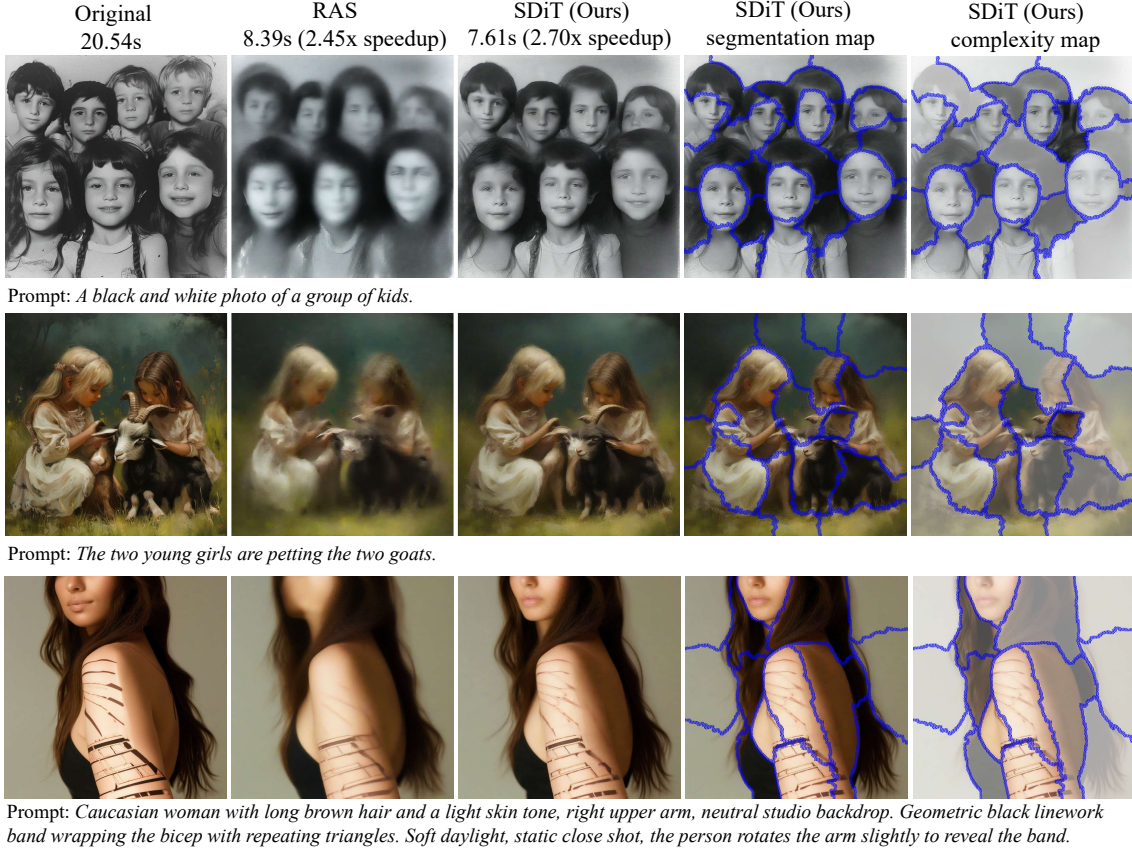 Original
20.54s
RAS
8.39s (2.45x speedup)
SDiT (Ours)
7.61s (2.70x speedup)
SDiT (Ours)
segmentation map
SDiT (Ours)
complexity map
Prompt: A black and white photo of a group of kids.
Prompt: The two young girls are petting the two goats.
Prompt: Caucasian woman with long brown hair and a light skin tone, right upper arm, neutral studio backdrop. Geometric black linework
band wrapping the bicep with repeating triangles. Soft daylight, static close shot, the person rotates the arm slightly to reveal the band.